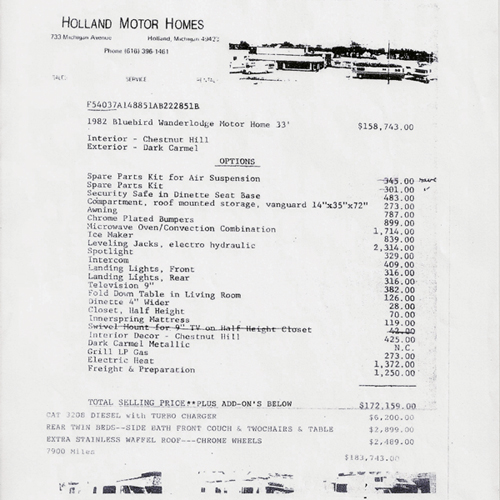 HOLLAND MOTOR HOMES
733 Michigan Avenue Holland, Michigan 49423
Phone (616) 396-1461
SALES SERVICE RENTAL
F54037A148851AB222851B
1982 Bluebird Wanderlodge Motor Home 33' $158,743.00
Interior - Chestnut Hill
Exterior - Dark Carmel
OPTIONS
Spare Parts Kit for Air Suspension 345.00
Spare Parts Kit 301.00
Security Safe in Dinette Seat Base 483.00
Compartment, roof mounted storage, vanguard 14"x35"x72" 273.00
Awning 787.00
Chrome Plated Bumpers 899.00
Microwave Oven/Convection Combination 1,714.00
Ice Maker 839.00
Leveling Jacks, electro hydraulic 2,314.00
Spotlight 329.00
Intercom 409.00
Landing Lights, Front 316.00
Landing Lights, Rear 316.00
Television 9" 382.00
Fold Down Table in Living Room 126.00
Dinette 4" Wider 28.00
Closet, Half Height 70.00
Innerspring Mattress 119.00
Swivel Mount for 9" TV on Half Height Closet 42.00
Interior Decor - Chestnut Hill 425.00
Dark Carmel Metallic N.C.
Grill LP Gas 273.00
Electric Heat 1,372.00
Freight & Preparation 1,250.00
TOTAL SELLING PRICE**PLUS ADD-ON'S BELOW $172,159.00
CAT 3208 DIESEL with TURBO CHARGER $6,200.00
REAR TWIN BEDS--SIDE BATH FRONT COUCH & TWOCHAIRS & TABLE $2,899.00
EXTRA STAINLESS WAFFEL ROOF---CHROME WHEELS $2,489.00
7900 Miles $183,743.00